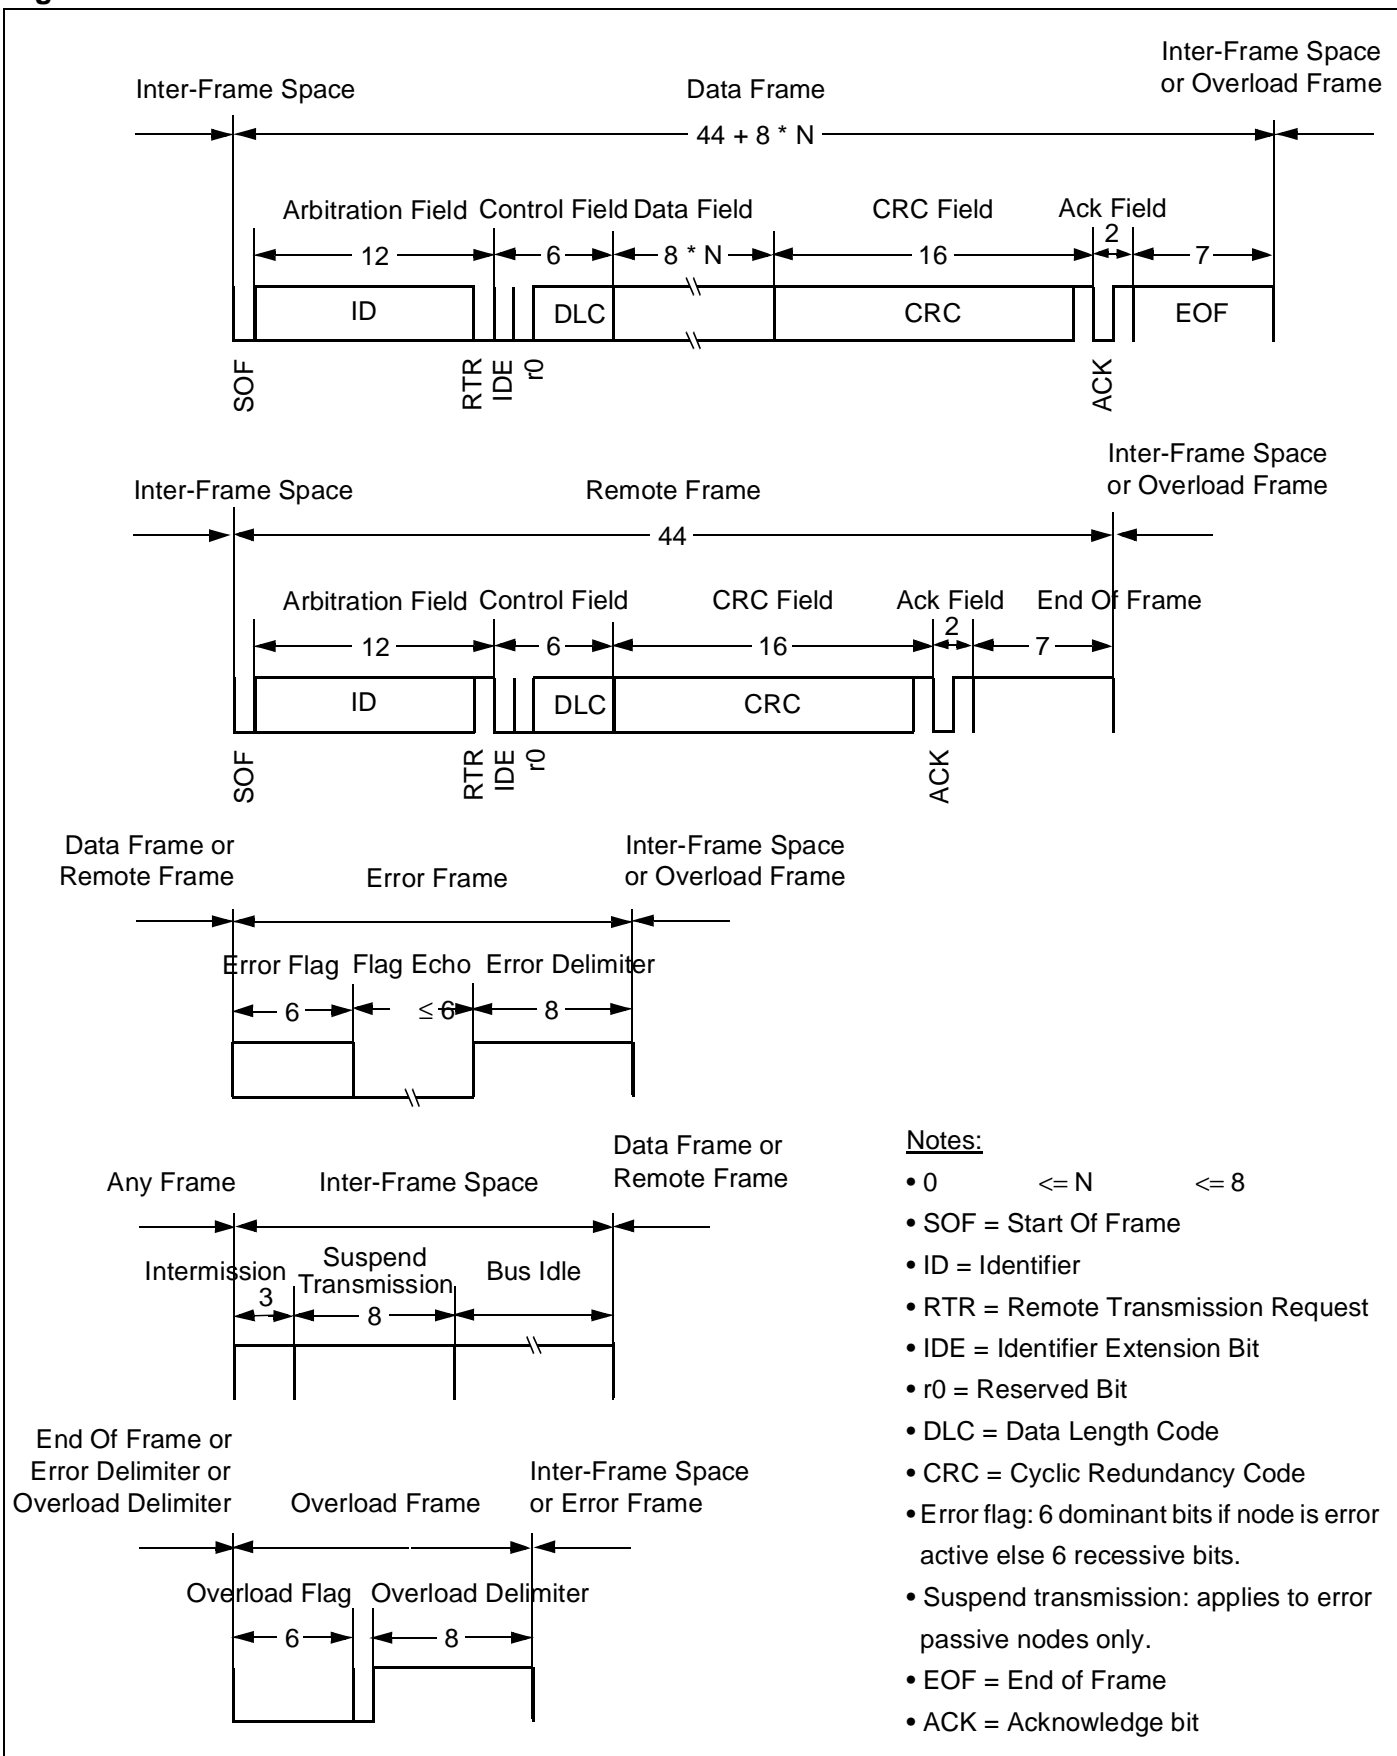 Inter-Frame Space
Data Frame
Inter-Frame Space
or Overload Frame
44 + 8 * N
Arbitration Field
Control Field
Data Field
CRC Field
Ack Field
12
6
8 * N
16
2
7
ID
DLC
CRC
EOF
SOF
RTR
IDE
r0
ACK
Inter-Frame Space
Remote Frame
Inter-Frame Space
or Overload Frame
44
Arbitration Field
Control Field
CRC Field
Ack Field
End Of Frame
12
6
16
2
7
ID
DLC
CRC
SOF
RTR
IDE
r0
ACK
Data Frame or
Remote Frame
Error Frame
Inter-Frame Space
or Overload Frame
Error Flag
Flag Echo
Error Delimiter
6
≤ 6
8
Any Frame
Inter-Frame Space
Data Frame or
Remote Frame
Intermission
Suspend
Transmission
Bus Idle
3
8
End Of Frame or
Error Delimiter or
Overload Delimiter
Overload Frame
Inter-Frame Space
or Error Frame
Overload Flag
Overload Delimiter
6
8
Notes:
• 0 <= N <= 8
• SOF = Start Of Frame
• ID = Identifier
• RTR = Remote Transmission Request
• IDE = Identifier Extension Bit
• r0 = Reserved Bit
• DLC = Data Length Code
• CRC = Cyclic Redundancy Code
• Error flag: 6 dominant bits if node is error
active else 6 recessive bits.
• Suspend transmission: applies to error
passive nodes only.
• EOF = End of Frame
• ACK = Acknowledge bit